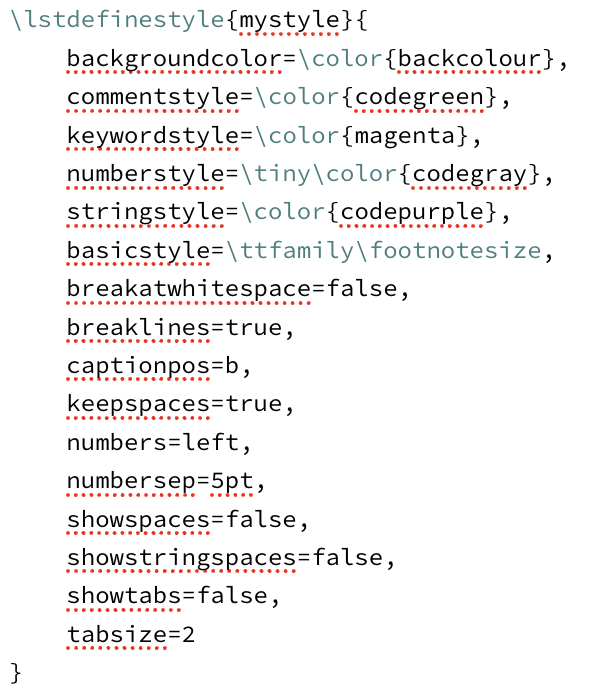 \lstdefinestyle{mystyle}{
    backgroundcolor=\color{backcolour},
    commentstyle=\color{codegreen},
    keywordstyle=\color{magenta},
    numberstyle=\tiny\color{codegray},
    stringstyle=\color{codepurple},
    basicstyle=\ttfamily\footnotesize,
    breakatwhitespace=false,
    breaklines=true,
    captionpos=b,
    keepspaces=true,
    numbers=left,
    numbersep=5pt,
    showspaces=false,
    showstringspaces=false,
    showtabs=false,
    tabsize=2
}